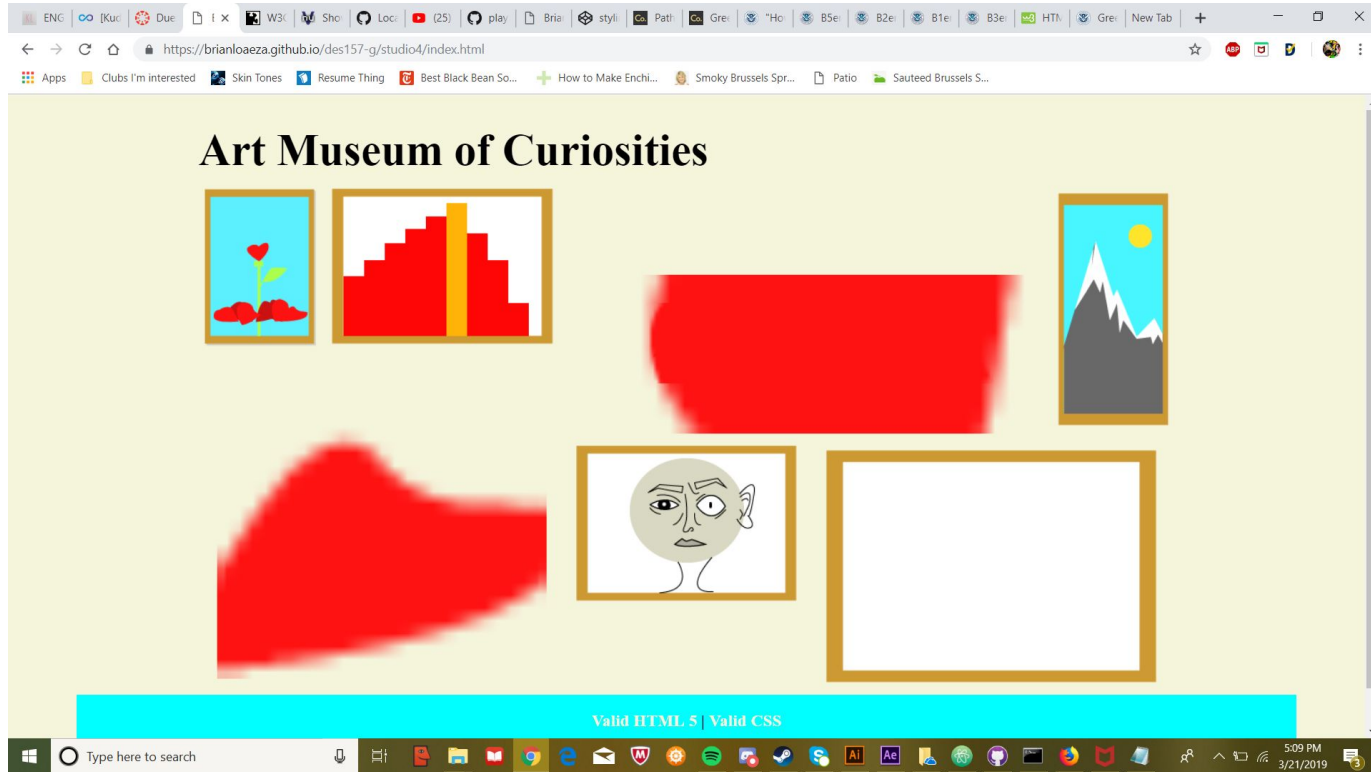 ENG [Kud Due W3C Sho Loca (25) play Bria styli Path Gree "Ho B5e B2e B1e B3e HTM Gree New Tab
https://brianloaeza.github.io/des157-g/studio4/index.html
Apps Clubs I'm interested Skin Tones Resume Thing Best Black Bean So... How to Make Enchi... Smoky Brussels Spr... Patio Sauteed Brussels S...
Art Museum of Curiosities
Valid HTML 5 | Valid CSS
Type here to search
5:09 PM
3/21/2019